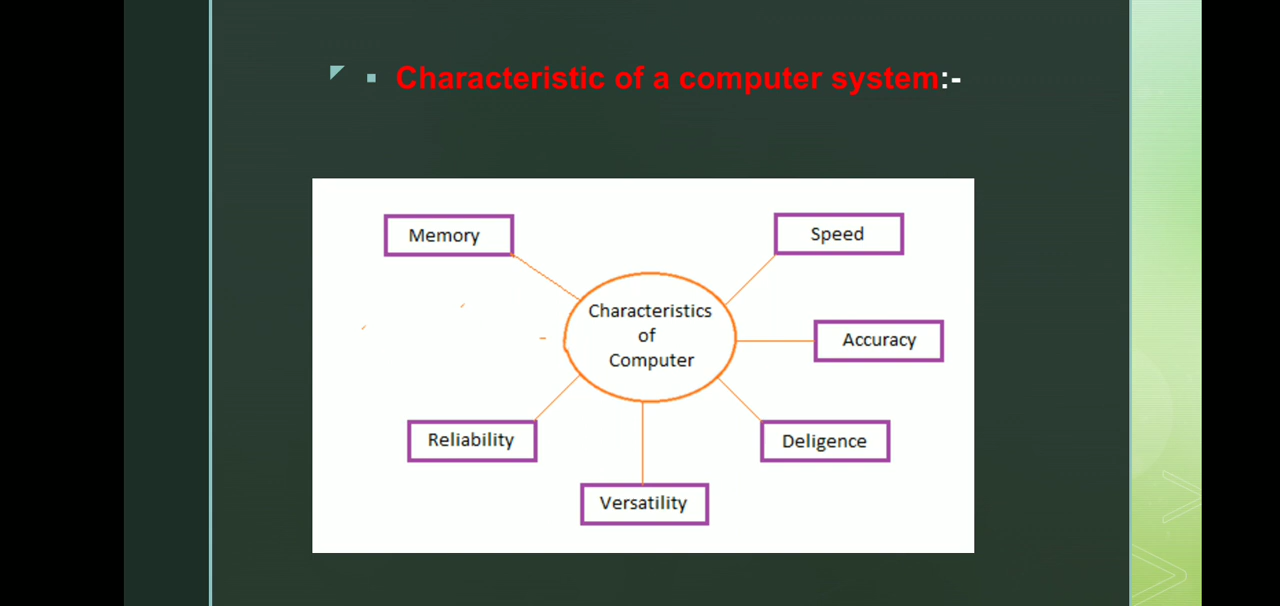 Characteristic of a computer system:-
Memory
Speed
Characteristics
of
Computer
Accuracy
Reliability
Deligence
Versatility